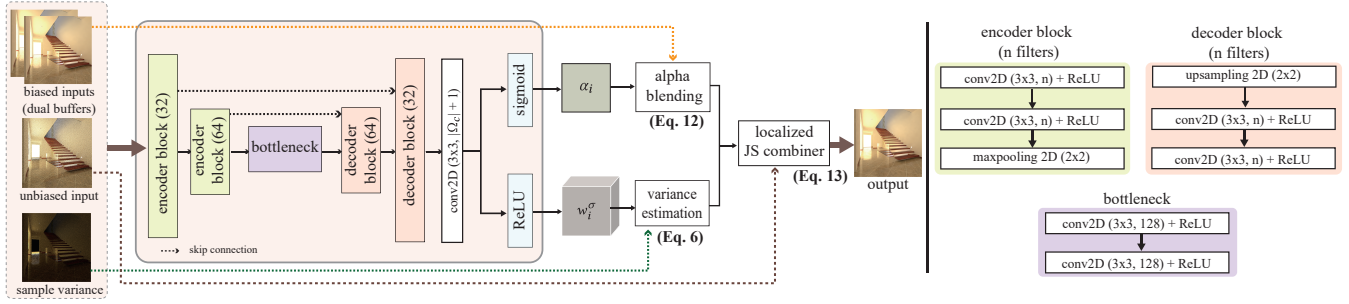 biased inputs
(dual buffers)
unbiased input
sample variance
encoder block (32)
encoder
block (64)
bottleneck
decoder
block (64)
decoder block (32)
conv2D (3x3, |Ω_c| + 1)
skip connection
sigmoid
ReLU
α_i
w_i^σ
alpha
blending
(Eq. 12)
variance
estimation
(Eq. 6)
localized
JS combiner
(Eq. 13)
output
encoder block
(n filters)
conv2D (3x3, n) + ReLU
conv2D (3x3, n) + ReLU
maxpooling 2D (2x2)
decoder block
(n filters)
upsampling 2D (2x2)
conv2D (3x3, n) + ReLU
conv2D (3x3, n) + ReLU
bottleneck
conv2D (3x3, 128) + ReLU
conv2D (3x3, 128) + ReLU